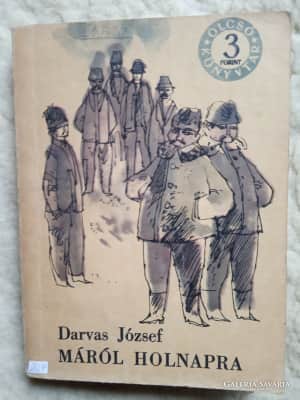 OLCSÓ KÖNYVTÁR
3
FORINT
Darvas József
MÁRÓL HOLNAPRA
GALERIA SAVARIA